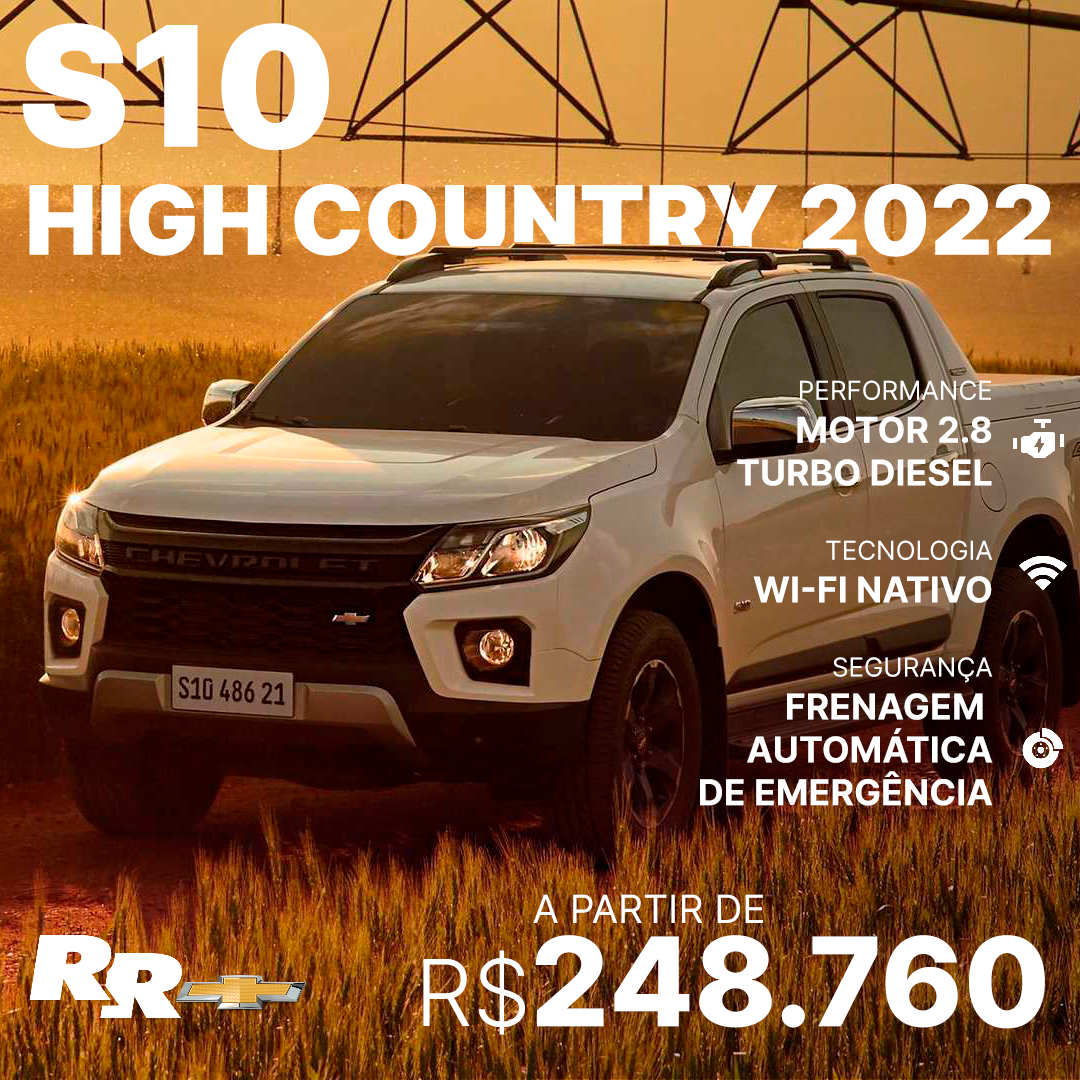 S10
HIGH COUNTRY 2022
PERFORMANCE
MOTOR 2.8
TURBO DIESEL
TECNOLOGIA
WI-FI NATIVO
CHEVROLET
SEGURANÇA
FRENAGEM
AUTOMÁTICA
DE EMERGÊNCIA
S10 486 21
A PARTIR DE
R$248.760
RR